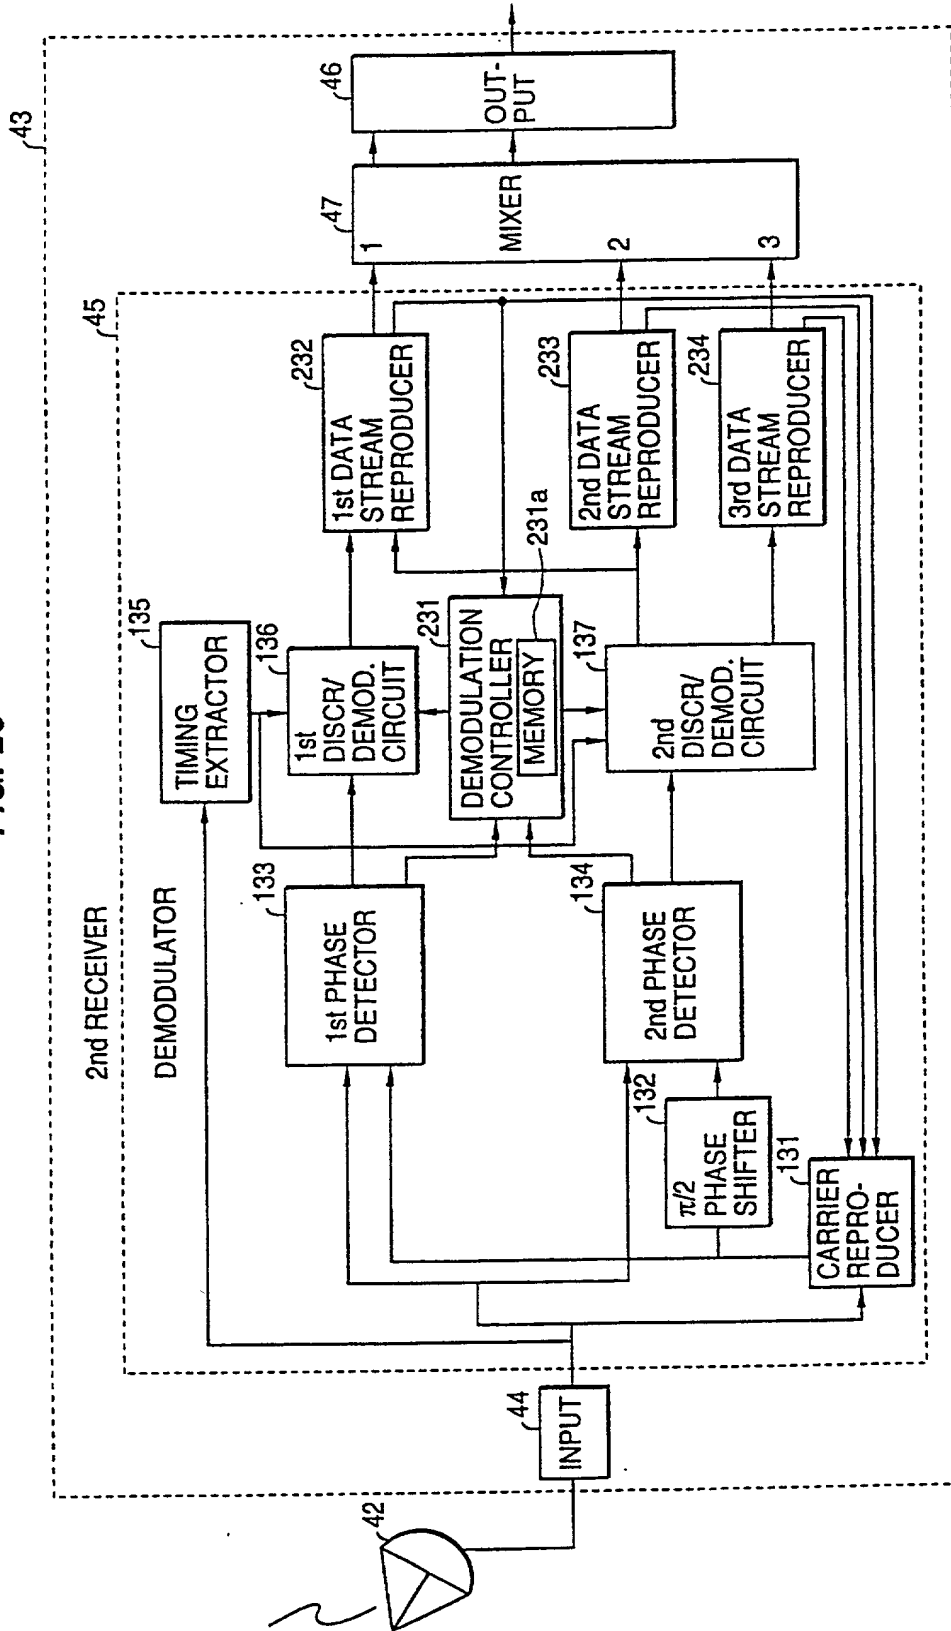 43
2nd RECEIVER
45
DEMODULATOR
135
TIMING
EXTRACTOR
133
1st PHASE
DETECTOR
136
1st
DISCR/
DEMOD.
CIRCUIT
232
1st DATA
STREAM
REPRODUCER
47
1
MIXER
2
3
46
OUT-
PUT
231
DEMODULATION
CONTROLLER
MEMORY
231a
42
44
INPUT
134
2nd PHASE
DETECTOR
137
2nd
DISCR/
DEMOD.
CIRCUIT
233
2nd DATA
STREAM
REPRODUCER
132
π/2
PHASE
SHIFTER
234
3rd DATA
STREAM
REPRODUCER
131
CARRIER
REPRO-
DUCER